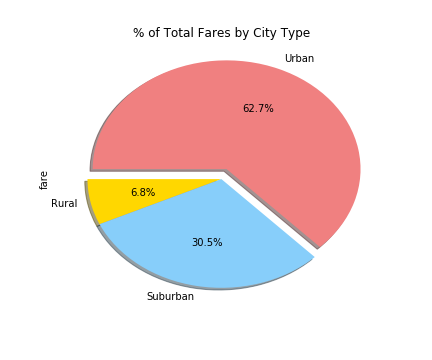 % of Total Fares by City Type
Urban
62.7%
fare
Rural
6.8%
30.5%
Suburban